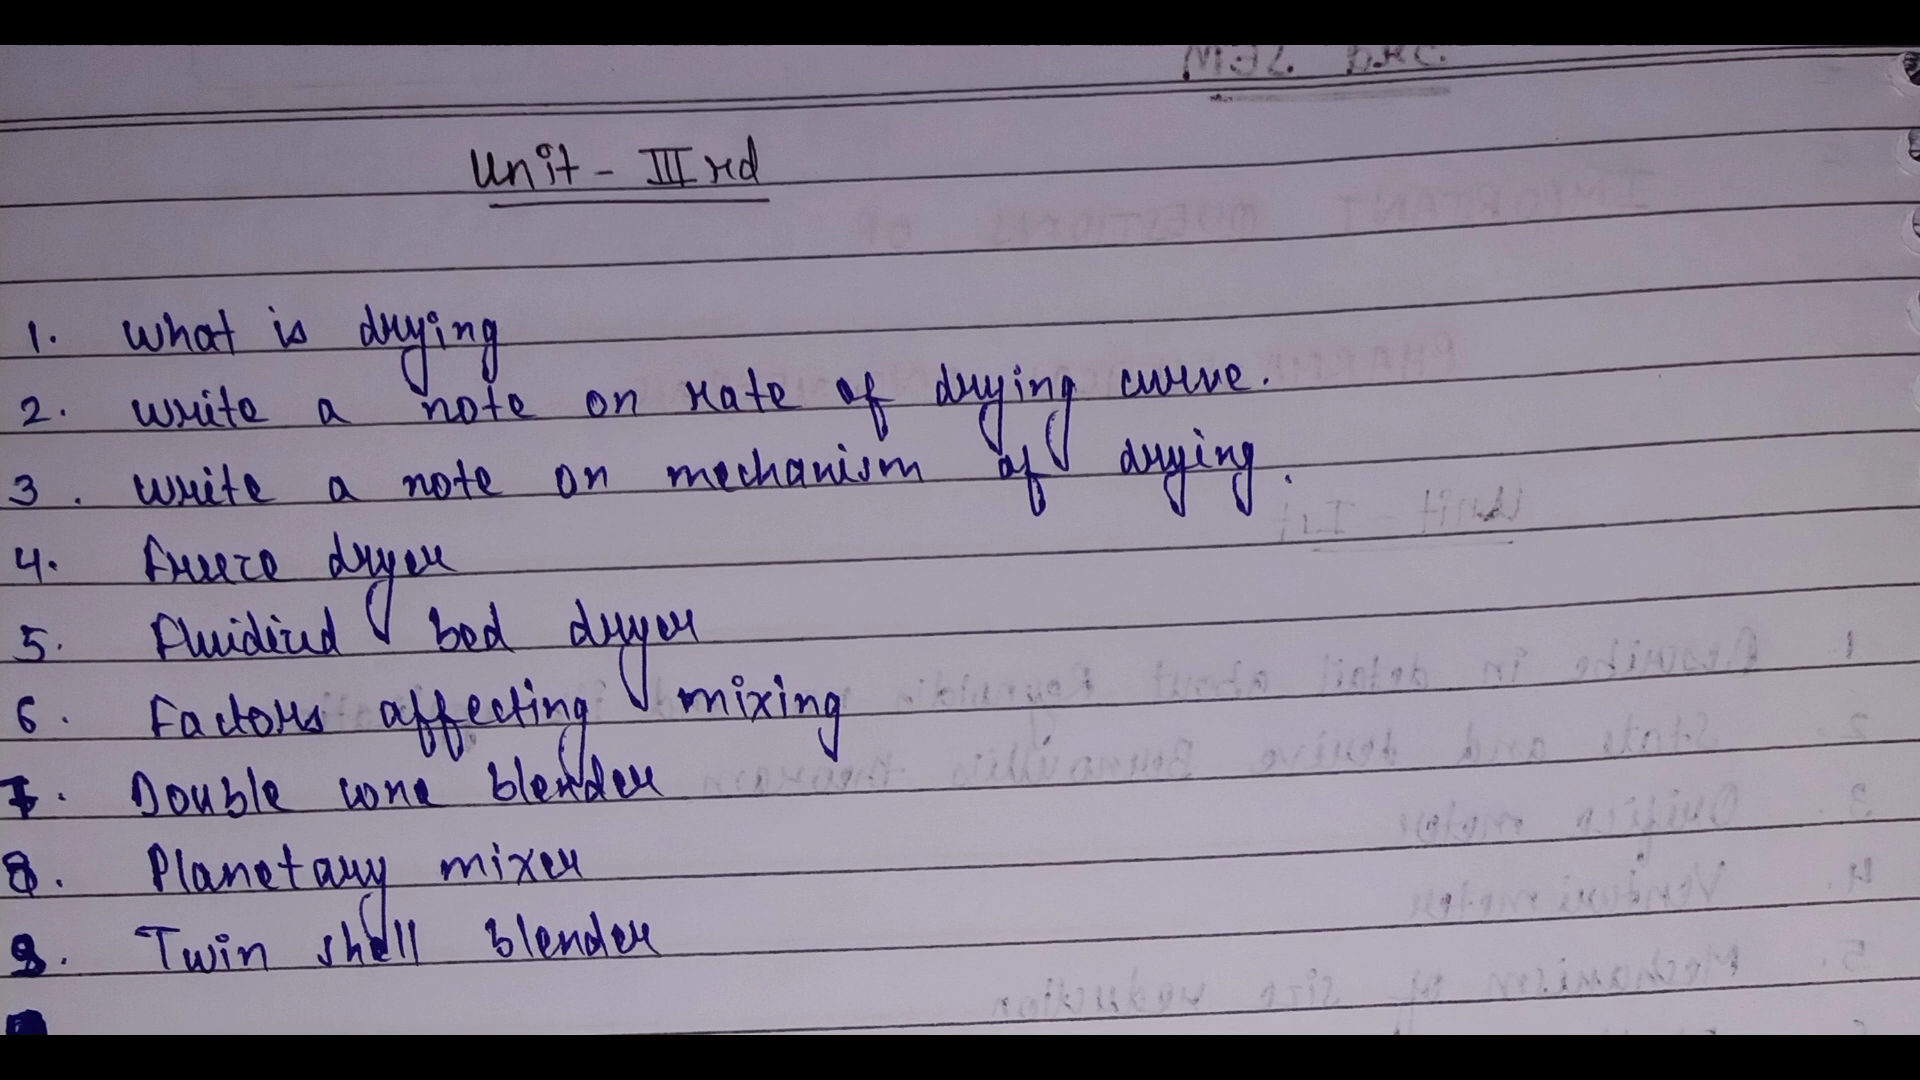 Unit - III rd
1. What is drying
2. Write a note on rate of drying curve.
3. Write a note on mechanism of drying.
4. Freeze dryer
5. Fluidized bed dryer
6. Factors affecting mixing
7. Double cone blender
8. Planetary mixer
9. Twin shell blender